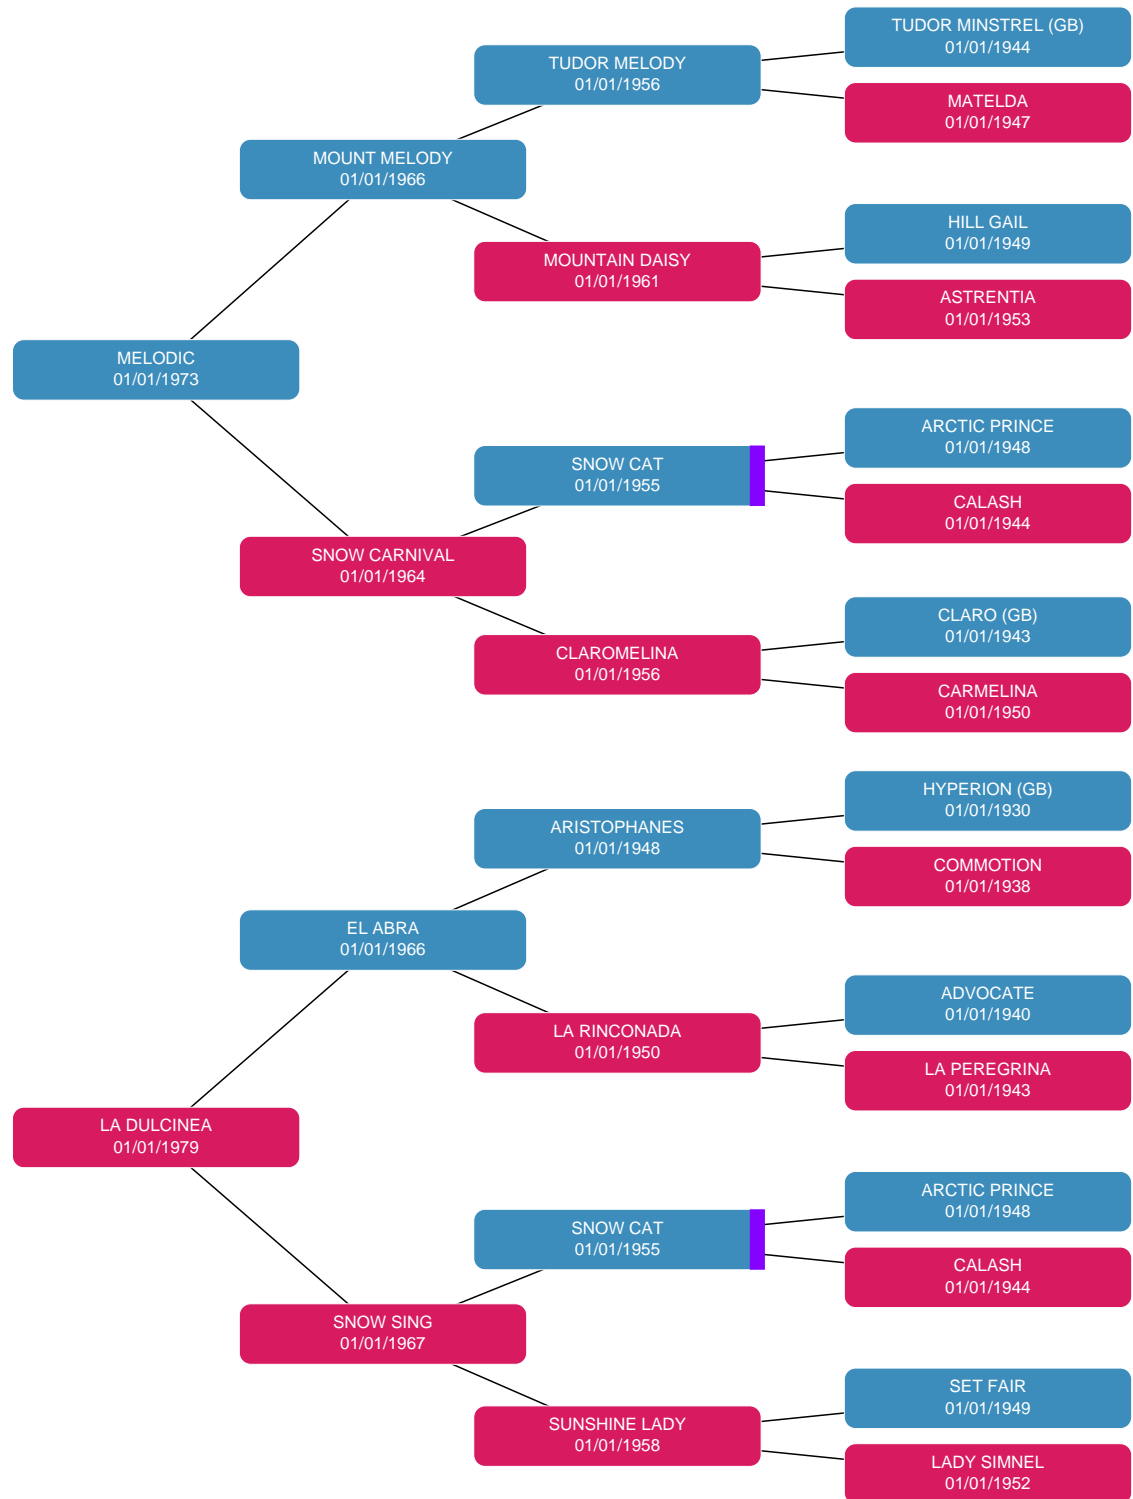 TUDOR MINSTREL (GB)
01/01/1944
TUDOR MELODY
01/01/1956
MATELDA
01/01/1947
MOUNT MELODY
01/01/1966
HILL GAIL
01/01/1949
MOUNTAIN DAISY
01/01/1961
ASTRENTIA
01/01/1953
MELODIC
01/01/1973
ARCTIC PRINCE
01/01/1948
SNOW CAT
01/01/1955
CALASH
01/01/1944
SNOW CARNIVAL
01/01/1964
CLARO (GB)
01/01/1943
CLAROMELINA
01/01/1956
CARMELINA
01/01/1950
HYPERION (GB)
01/01/1930
ARISTOPHANES
01/01/1948
COMMOTION
01/01/1938
EL ABRA
01/01/1966
ADVOCATE
01/01/1940
LA RINCONADA
01/01/1950
LA PEREGRINA
01/01/1943
LA DULCINEA
01/01/1979
ARCTIC PRINCE
01/01/1948
SNOW CAT
01/01/1955
CALASH
01/01/1944
SNOW SING
01/01/1967
SET FAIR
01/01/1949
SUNSHINE LADY
01/01/1958
LADY SIMNEL
01/01/1952